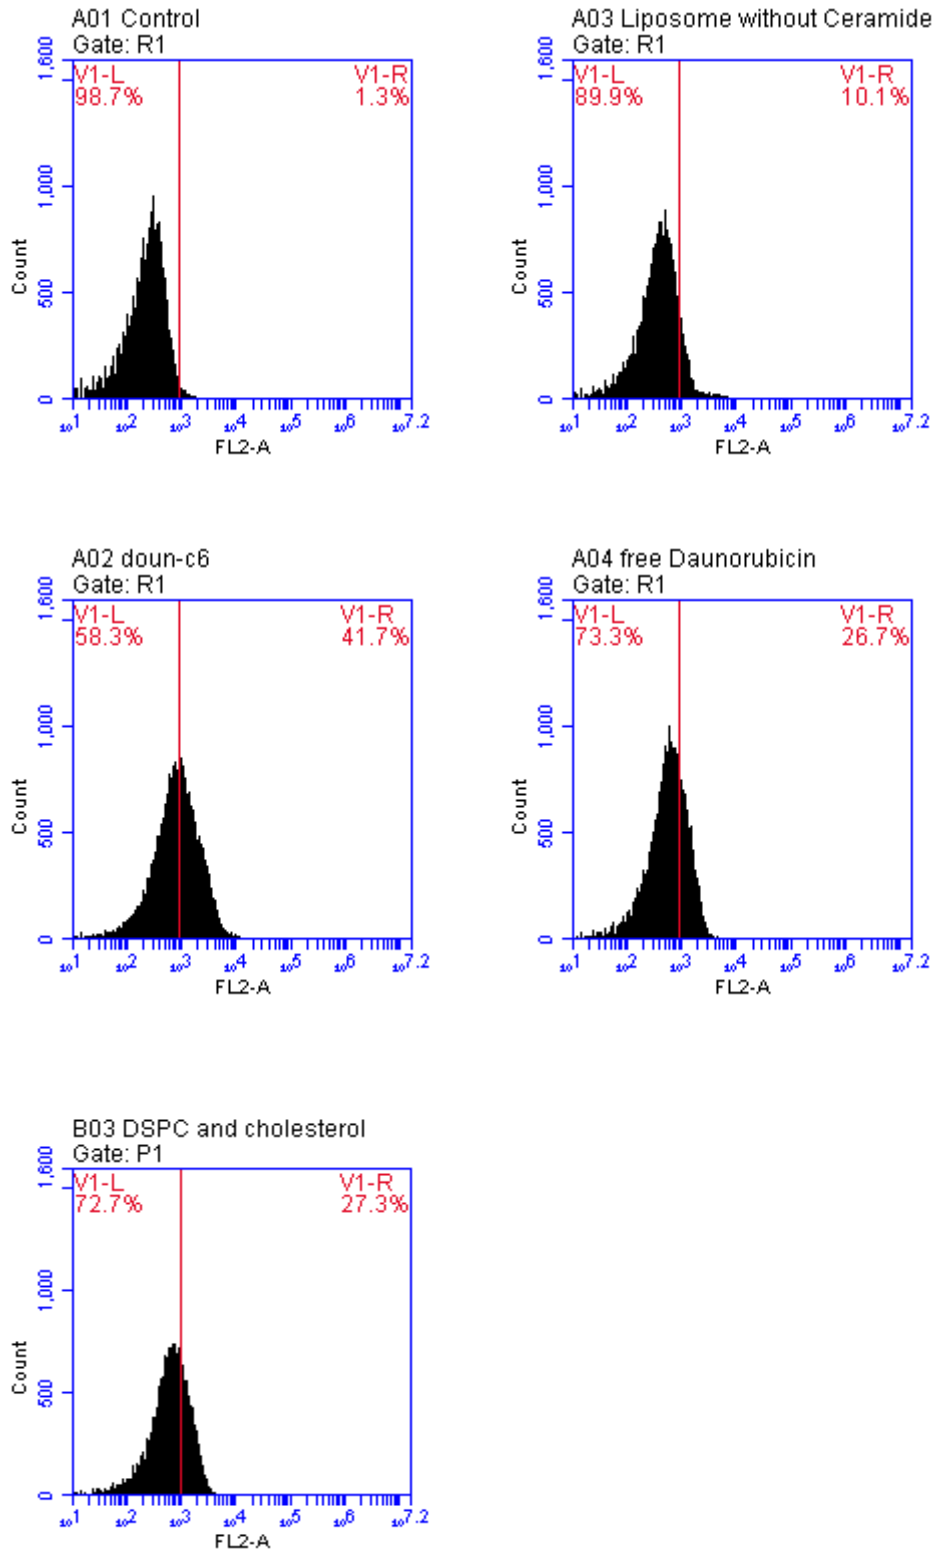 A01 Control
Gate: R1
V1-L V1-R
98.7% 1.3%
1,600
1,000
500
0
Count
10^1 10^2 10^3 10^4 10^5 10^6 10^7.2
FL2-A
A03 Liposome without Ceramide
Gate: R1
V1-L V1-R
89.9% 10.1%
1,600
1,000
500
0
Count
10^1 10^2 10^3 10^4 10^5 10^6 10^7.2
FL2-A
A02 doun-c6
Gate: R1
V1-L V1-R
58.3% 41.7%
1,600
1,000
500
0
Count
10^1 10^2 10^3 10^4 10^5 10^6 10^7.2
FL2-A
A04 free Daunorubicin
Gate: R1
V1-L V1-R
73.3% 26.7%
1,600
1,000
500
0
Count
10^1 10^2 10^3 10^4 10^5 10^6 10^7.2
FL2-A
B03 DSPC and cholesterol
Gate: P1
V1-L V1-R
72.7% 27.3%
1,600
1,000
500
0
Count
10^1 10^2 10^3 10^4 10^5 10^6 10^7.2
FL2-A